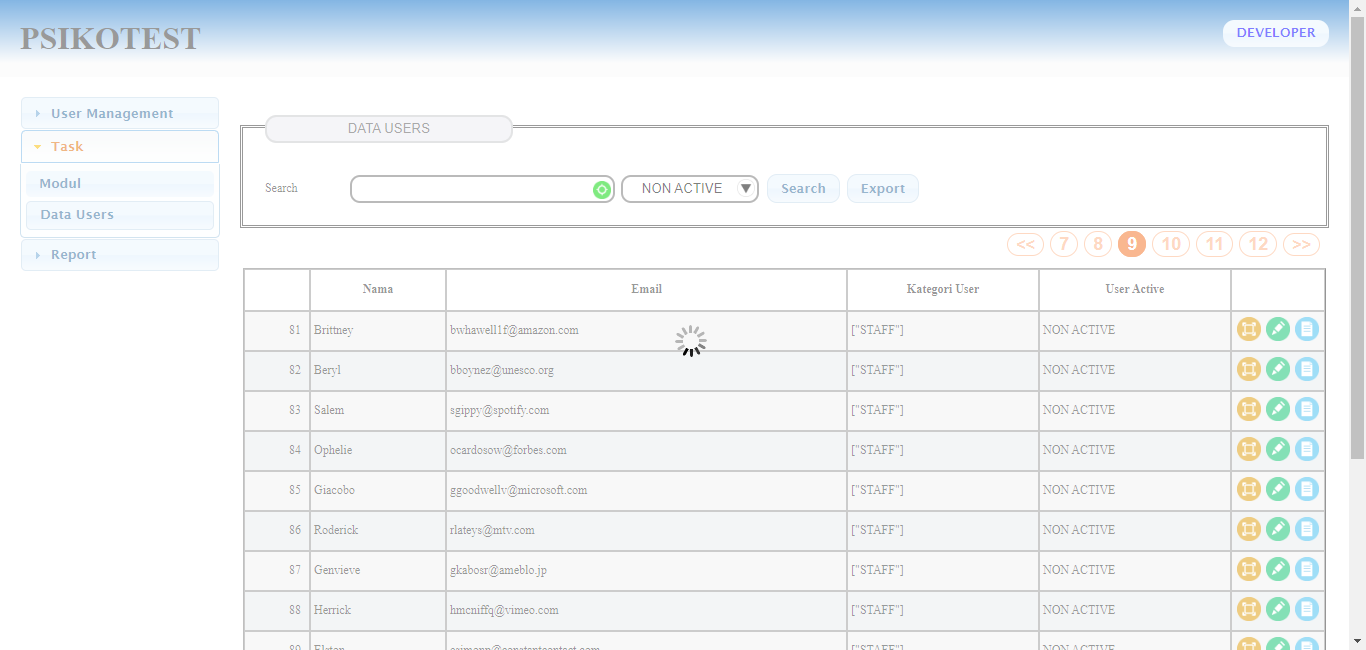 PSIKOTEST
DEVELOPER
User Management
Task
Modul
Data Users
Report
DATA USERS
Search
NON ACTIVE
Search
Export
<< 7 8 9 10 11 12 >>
Nama Email Kategori User User Active
81 Brittney bwhawell1f@amazon.com ["STAFF"] NON ACTIVE
82 Beryl bboynez@unesco.org ["STAFF"] NON ACTIVE
83 Salem sgippy@spotify.com ["STAFF"] NON ACTIVE
84 Ophelie ocardosow@forbes.com ["STAFF"] NON ACTIVE
85 Giacobo ggoodwellv@microsoft.com ["STAFF"] NON ACTIVE
86 Roderick rlateys@mtv.com ["STAFF"] NON ACTIVE
87 Genvieve gkabosr@ameblo.jp ["STAFF"] NON ACTIVE
88 Herrick hmcniffq@vimeo.com ["STAFF"] NON ACTIVE
89 ["STAFF"] NON ACTIVE